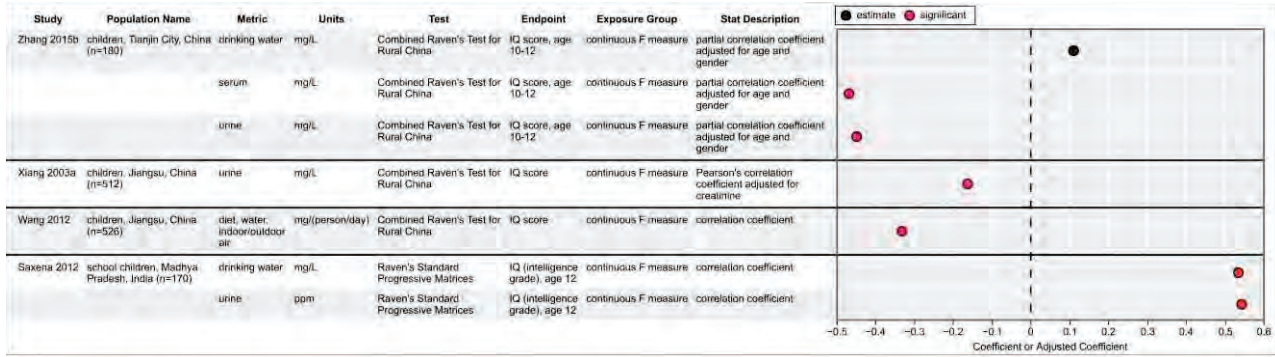 Study Population Name Metric Units Test Endpoint Exposure Group Stat Description
estimate significant
Zhang 2015b children, Tianjin City, China drinking water mg/L Combined Raven's Test for IQ score, age continuous F measure partial correlation coefficient
(n=180) Rural China 10-12 adjusted for age and
gender
serum mg/L Combined Raven's Test for IQ score, age continuous F measure partial correlation coefficient
Rural China 10-12 adjusted for age and
gender
urine mg/L Combined Raven's Test for IQ score, age continuous F measure partial correlation coefficient
Rural China 10-12 adjusted for age and
gender
Xiang 2003a children, Jiangsu, China urine mg/L Combined Raven's Test for IQ score continuous F measure Pearson's correlation
(n=512) Rural China coefficient adjusted for
creatinine
Wang 2012 children, Jiangsu, China diet, water, mg/(person/day) Combined Raven's Test for IQ score continuous F measure correlation coefficient
(n=526) indoor/outdoor Rural China
air
Saxena 2012 school children, Madhya drinking water mg/L Raven's Standard IQ (intelligence continuous F measure correlation coefficient
Pradesh, India (n=170) Progressive Matrices grade), age 12
urine ppm Raven's Standard IQ (intelligence continuous F measure correlation coefficient
Progressive Matrices grade), age 12
-0.5 -0.4 -0.3 -0.2 -0.1 0 0.1 0.2 0.3 0.4 0.5 0.6
Coefficient or Adjusted Coefficient